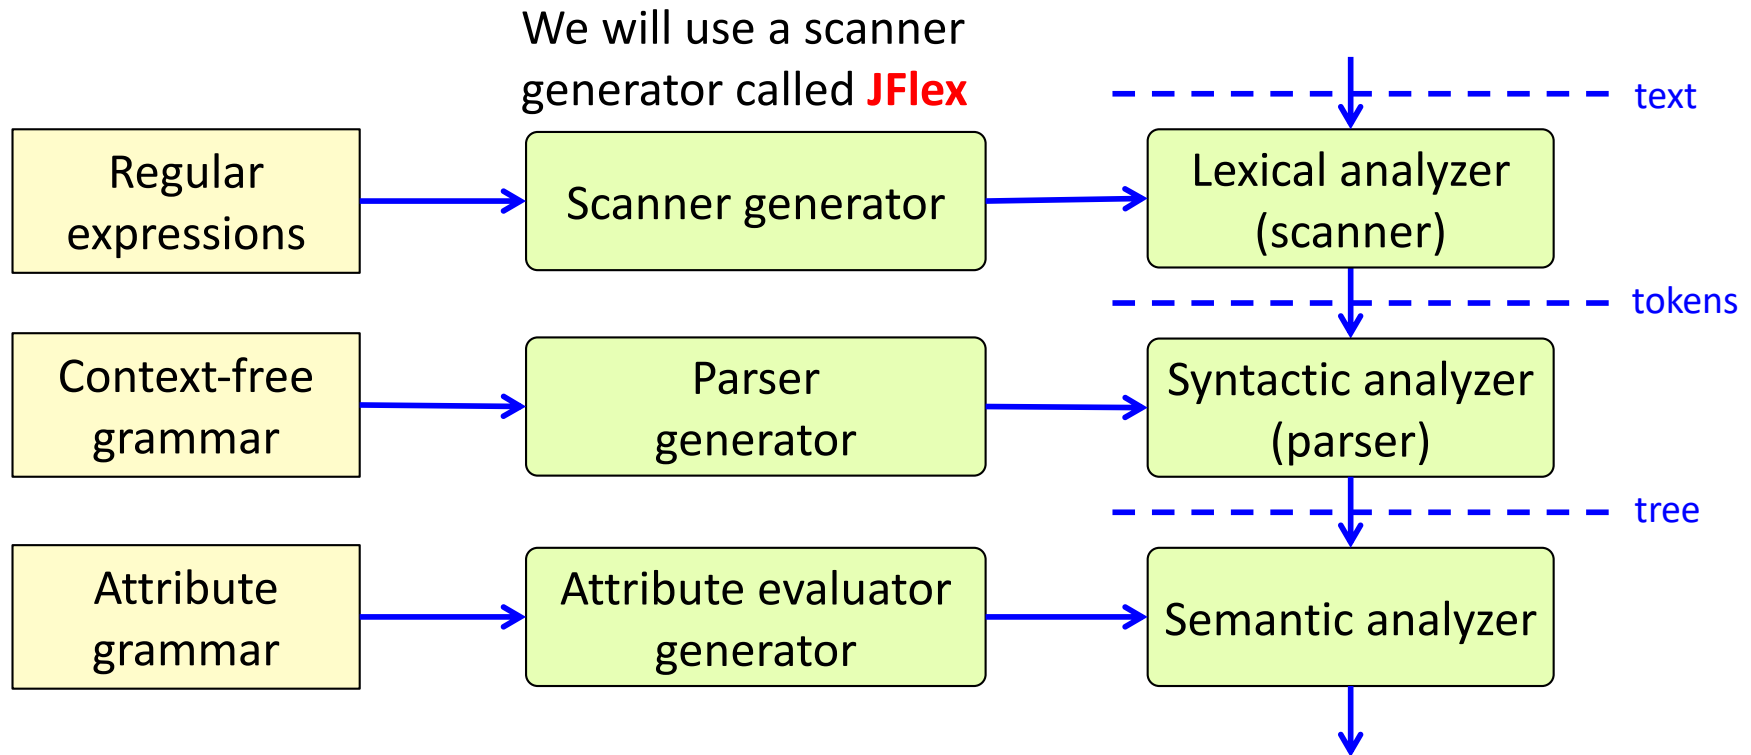 We will use a scanner
generator called JFlex
text
Regular
expressions
Scanner generator
Lexical analyzer
(scanner)
tokens
Context-free
grammar
Parser
generator
Syntactic analyzer
(parser)
tree
Attribute
grammar
Attribute evaluator
generator
Semantic analyzer